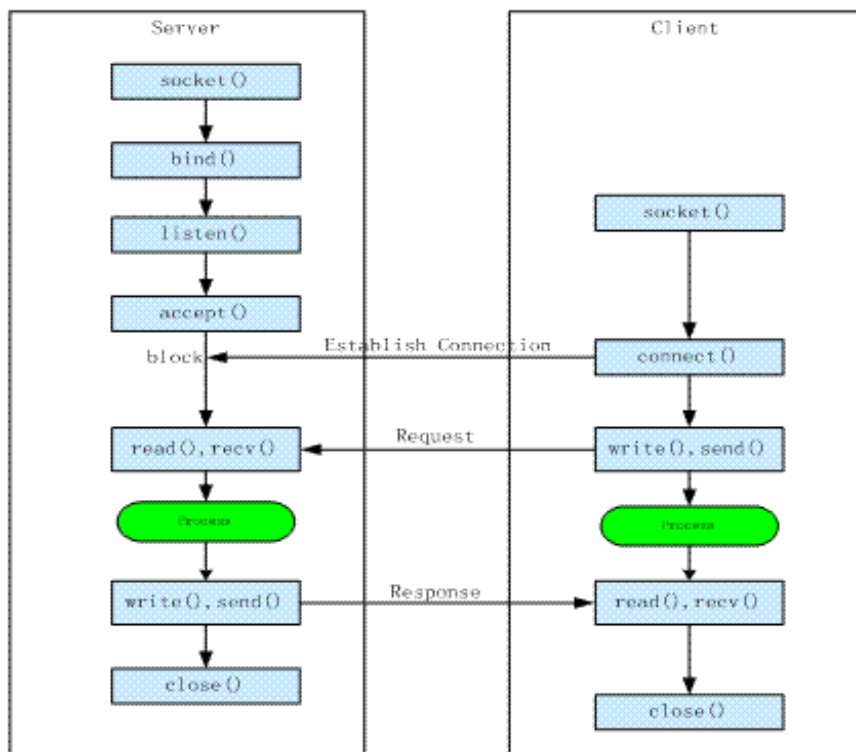 Server
socket()
bind()
listen()
accept()
block
read(),recv()
Process
write(),send()
close()
Establish Connection
Request
Response
Client
socket()
connect()
write(),send()
Process
read(),recv()
close()